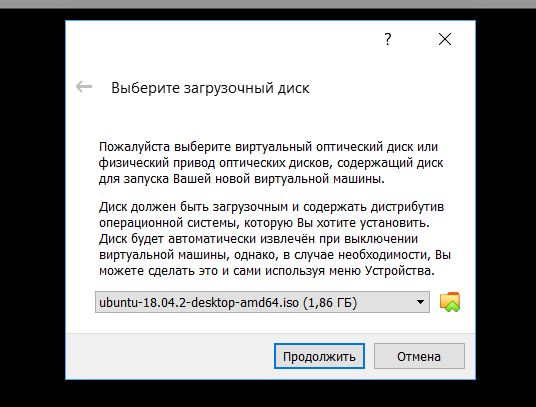 ?
Выберите загрузочный диск
Пожалуйста выберите виртуальный оптический диск или
физический привод оптических дисков, содержащий диск
для запуска Вашей новой виртуальной машины.
Диск должен быть загрузочным и содержать дистрибутив
операционной системы, которую Вы хотите установить.
Диск будет автоматически извлечён при выключении
виртуальной машины, однако, в случае необходимости, Вы
можете сделать это и сами используя меню Устройства.
ubuntu-18.04.2-desktop-amd64.iso (1,86 ГБ)
Продолжить
Отмена